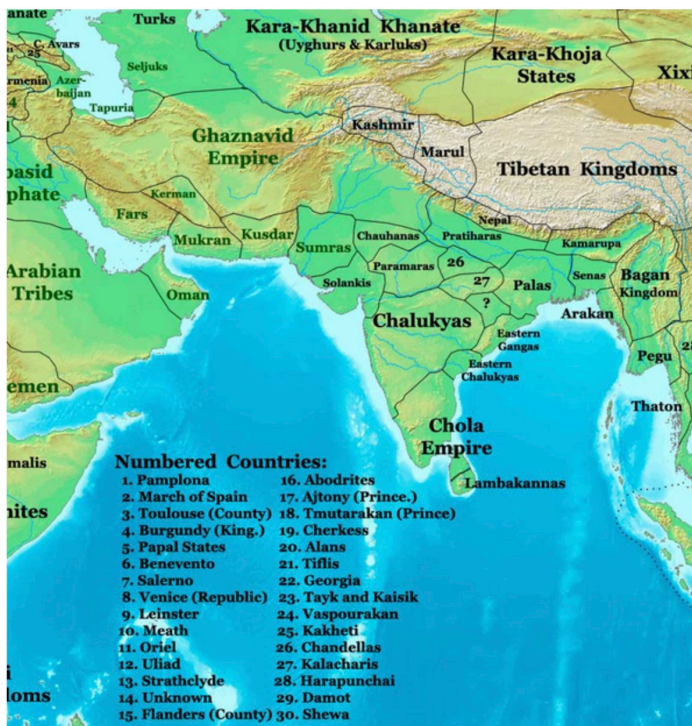 anate
Turks
Kara-Khanid Khanate
(Uyghurs & Karluks)
C. Avars
25
Kara-Khoja
States
Xixi
Seljuks
rmenia
Azer-
baijan
Tapuria
4
Kashmir
Marul
Ghaznavid
Empire
Tibetan Kingdoms
basid
phate
Kerman
Fars
Mukran
Kusdar
Sumras
Chauhanas
Nepal
Pratiharas
Kamarupa
Paramaras
26
27
Senas
Bagan
Kingdom
Arabian
Tribes
Oman
Solankis
Palas
?
Chalukyas
Arakan
Eastern
Gangas
Pegu
28
Eastern
Chalukyas
emen
Thaton
Chola
Empire
Lambakannas
malis
nites
Numbered Countries:
1. Pamplona
2. March of Spain
3. Toulouse (County)
4. Burgundy (King.)
5. Papal States
6. Benevento
7. Salerno
8. Venice (Republic)
9. Leinster
10. Meath
11. Oriel
12. Uliad
13. Strathclyde
14. Unknown
15. Flanders (County)
16. Abodrites
17. Ajtony (Prince.)
18. Tmutarakan (Prince)
19. Cherkess
20. Alans
21. Tiflis
22. Georgia
23. Tayk and Kaisik
24. Vaspourakan
25. Kakheti
26. Chandellas
27. Kalacharis
28. Harapunchai
29. Damot
30. Shewa
i
loms